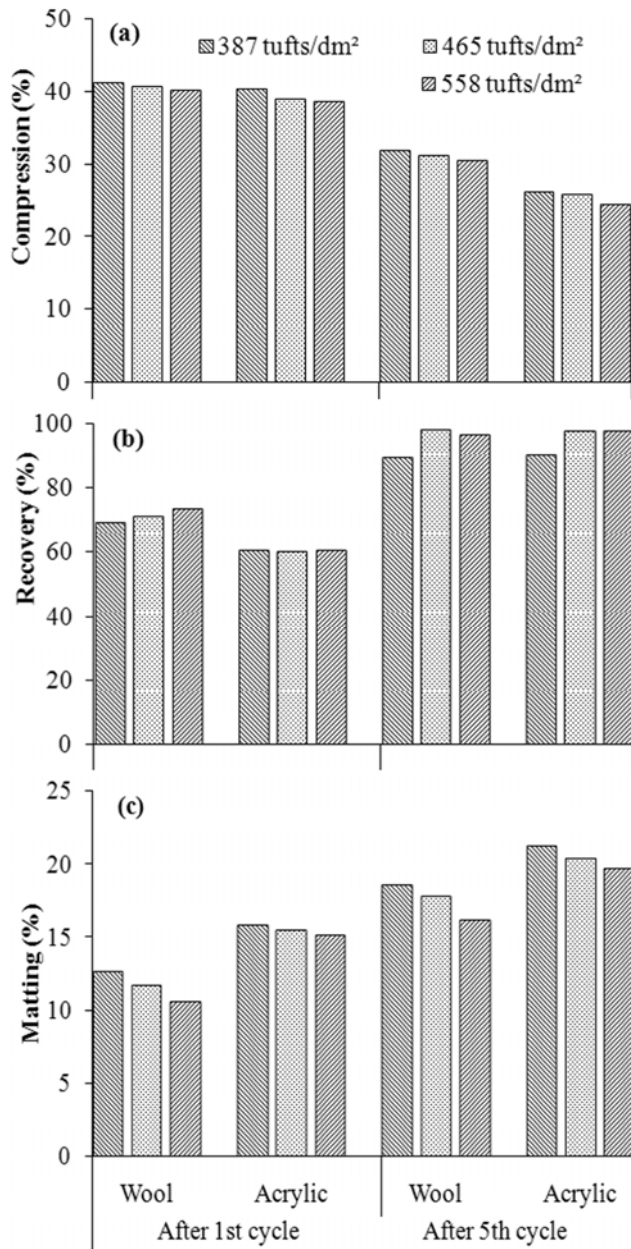 (a)
387 tufts/dm² 465 tufts/dm²
558 tufts/dm²
Compression (%)
50
40
30
20
10
0
(b)
Recovery (%)
100
80
60
40
20
0
(c)
Matting (%)
25
20
15
10
5
0
Wool Acrylic Wool Acrylic
After 1st cycle After 5th cycle